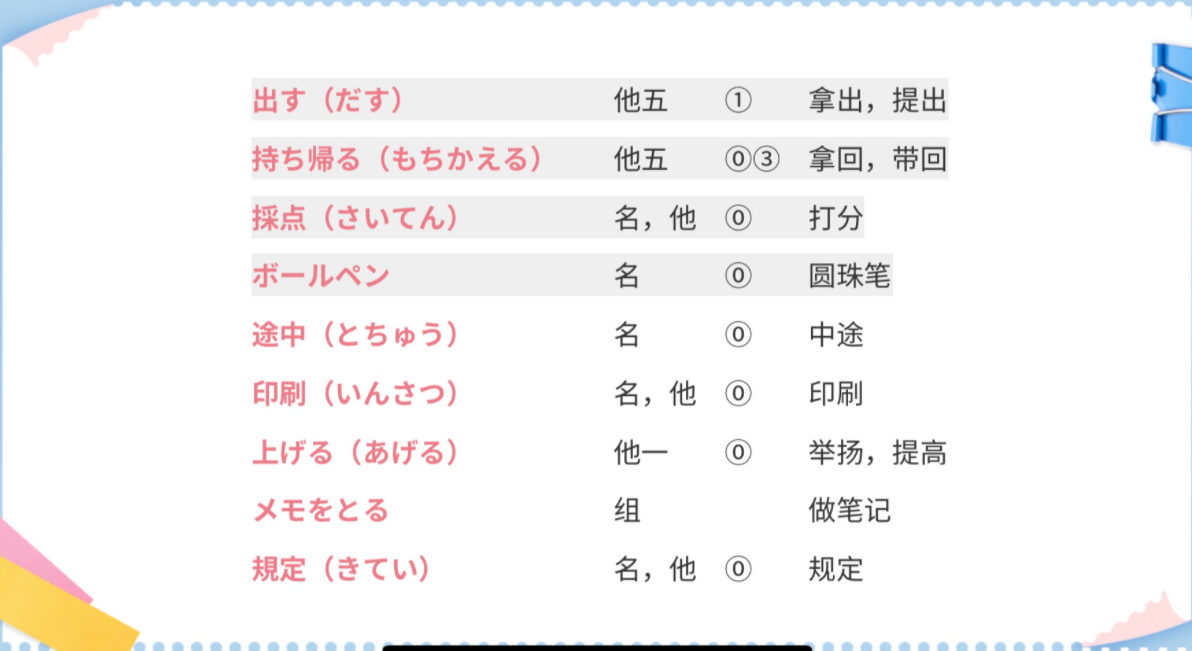 出す（だす） 他五 ① 拿出，提出
持ち帰る（もちかえる） 他五 ⓪③ 拿回，带回
採点（さいてん） 名，他 ⓪ 打分
ボールペン 名 ⓪ 圆珠笔
途中（とちゅう） 名 ⓪ 中途
印刷（いんさつ） 名，他 ⓪ 印刷
上げる（あげる） 他一 ⓪ 举扬，提高
メモをとる 组 做笔记
規定（きてい） 名，他 ⓪ 规定